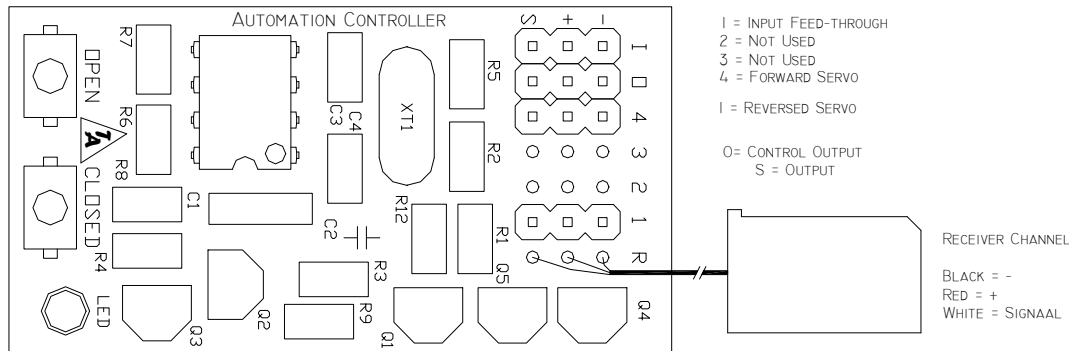 AUTOMATION CONTROLLER
OPEN
CLOSED
1A
R7
R6
R8
R4
LED
Q3
Q2
C1
C2
C3
C4
XT1
R5
R2
R12
R1
R3
R9
Q1
Q5
Q4
S + -
I
O
4
3
2
1
R
I = INPUT FEED-THROUGH
2 = NOT USED
3 = NOT USED
4 = FORWARD SERVO
I = REVERSED SERVO
O= CONTROL OUTPUT
S = OUTPUT
RECEIVER CHANNEL
BLACK = -
RED = +
WHITE = SIGNAAL